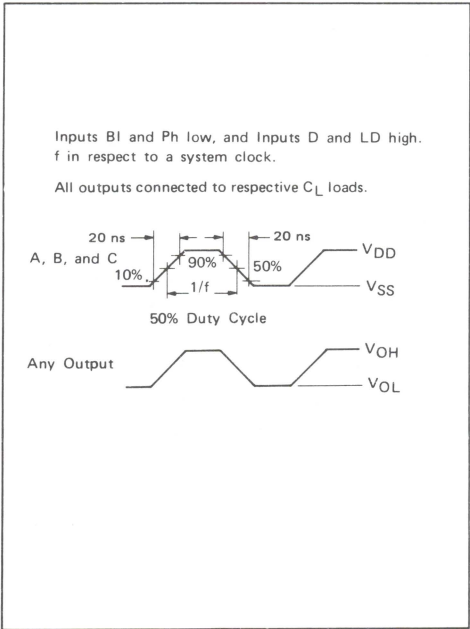 Inputs BI and Ph low, and Inputs D and LD high.
f in respect to a system clock.
All outputs connected to respective CL loads.
20 ns 20 ns
A, B, and C 10% 90% 50% VDD
1/f VSS
50% Duty Cycle
Any Output VOH
VOL